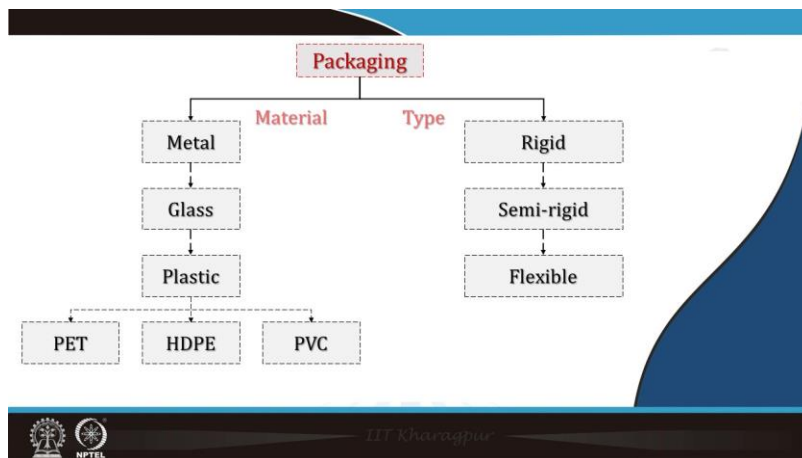 Packaging
Material Type
Metal Rigid
Glass Semi-rigid
Plastic Flexible
PET HDPE PVC
NPTEL
IIT Kharagpur